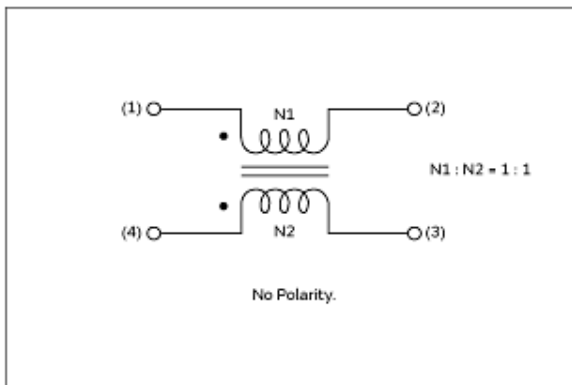 (1)
N1
(2)
N1 : N2 = 1 : 1
(4)
N2
(3)
No Polarity.